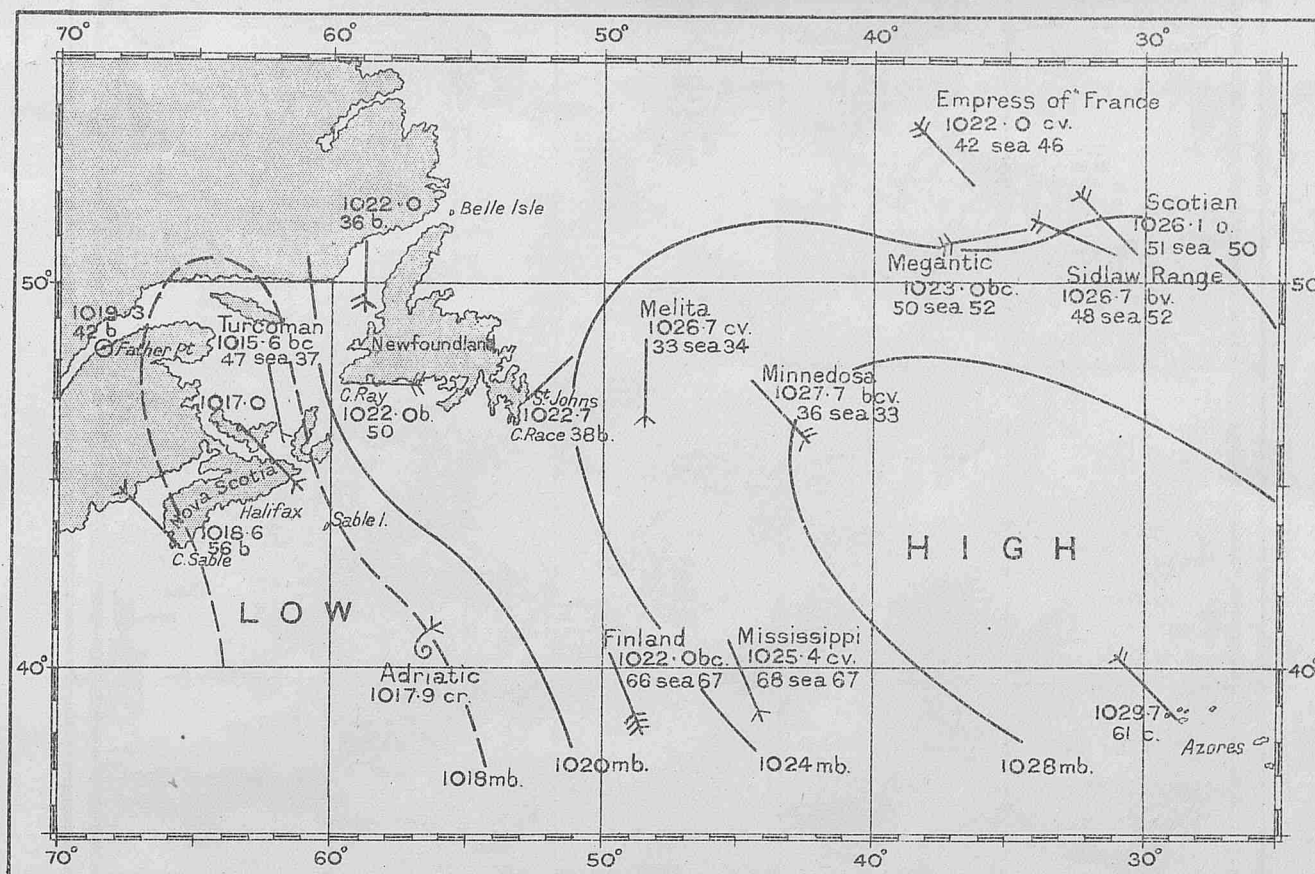 70° 60° 50° 40° 30°
Empress of France
1022·0 cv.
42 sea 46
1022·0
36 b.
Belle Isle
Scotian
1026·1 o.
51 sea 50
Megantic
1023·0bc.
50 sea 52
Sidlaw Range
1026·7 bv.
48 sea 52
50° 50°
1019·3
42 b
Father pt.
Turcoman
1015·6 bc
47 sea 37
Newfoundland
Melita
1026·7 cv.
33 sea 34
Minnedosa
1027·7 bcv.
36 sea 33
C.Ray
1022·0b.
50
St Johns
1022·7
C.Race 38b.
1017·0
Nova Scotia
Halifax
Sable I.
1018·6
56 b
C.Sable
HIGH
LOW
Finland
1022·0bc.
66 sea 67
Mississippi
1025·4 cv.
68 sea 67
40° 40°
Adriatic
1017·9 cr.
1029·7
61 c.
Azores
1018mb.
1020mb.
1024mb.
1028mb.
70° 60° 50° 40° 30°